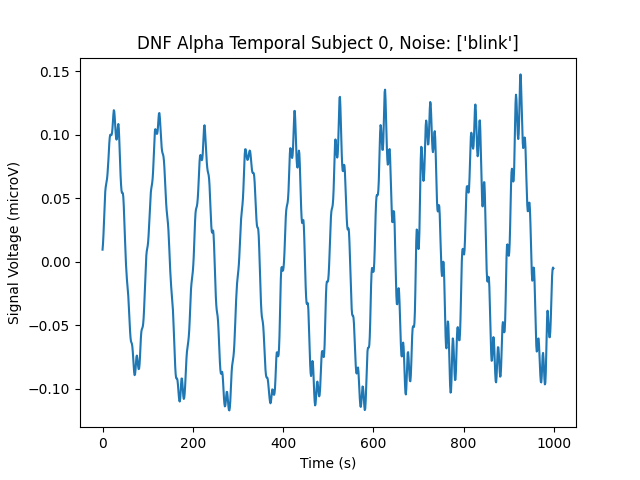 DNF Alpha Temporal Subject 0, Noise: ['blink']
Signal Voltage (microV)
0.15
0.10
0.05
0.00
−0.05
−0.10
0 200 400 600 800 1000
Time (s)